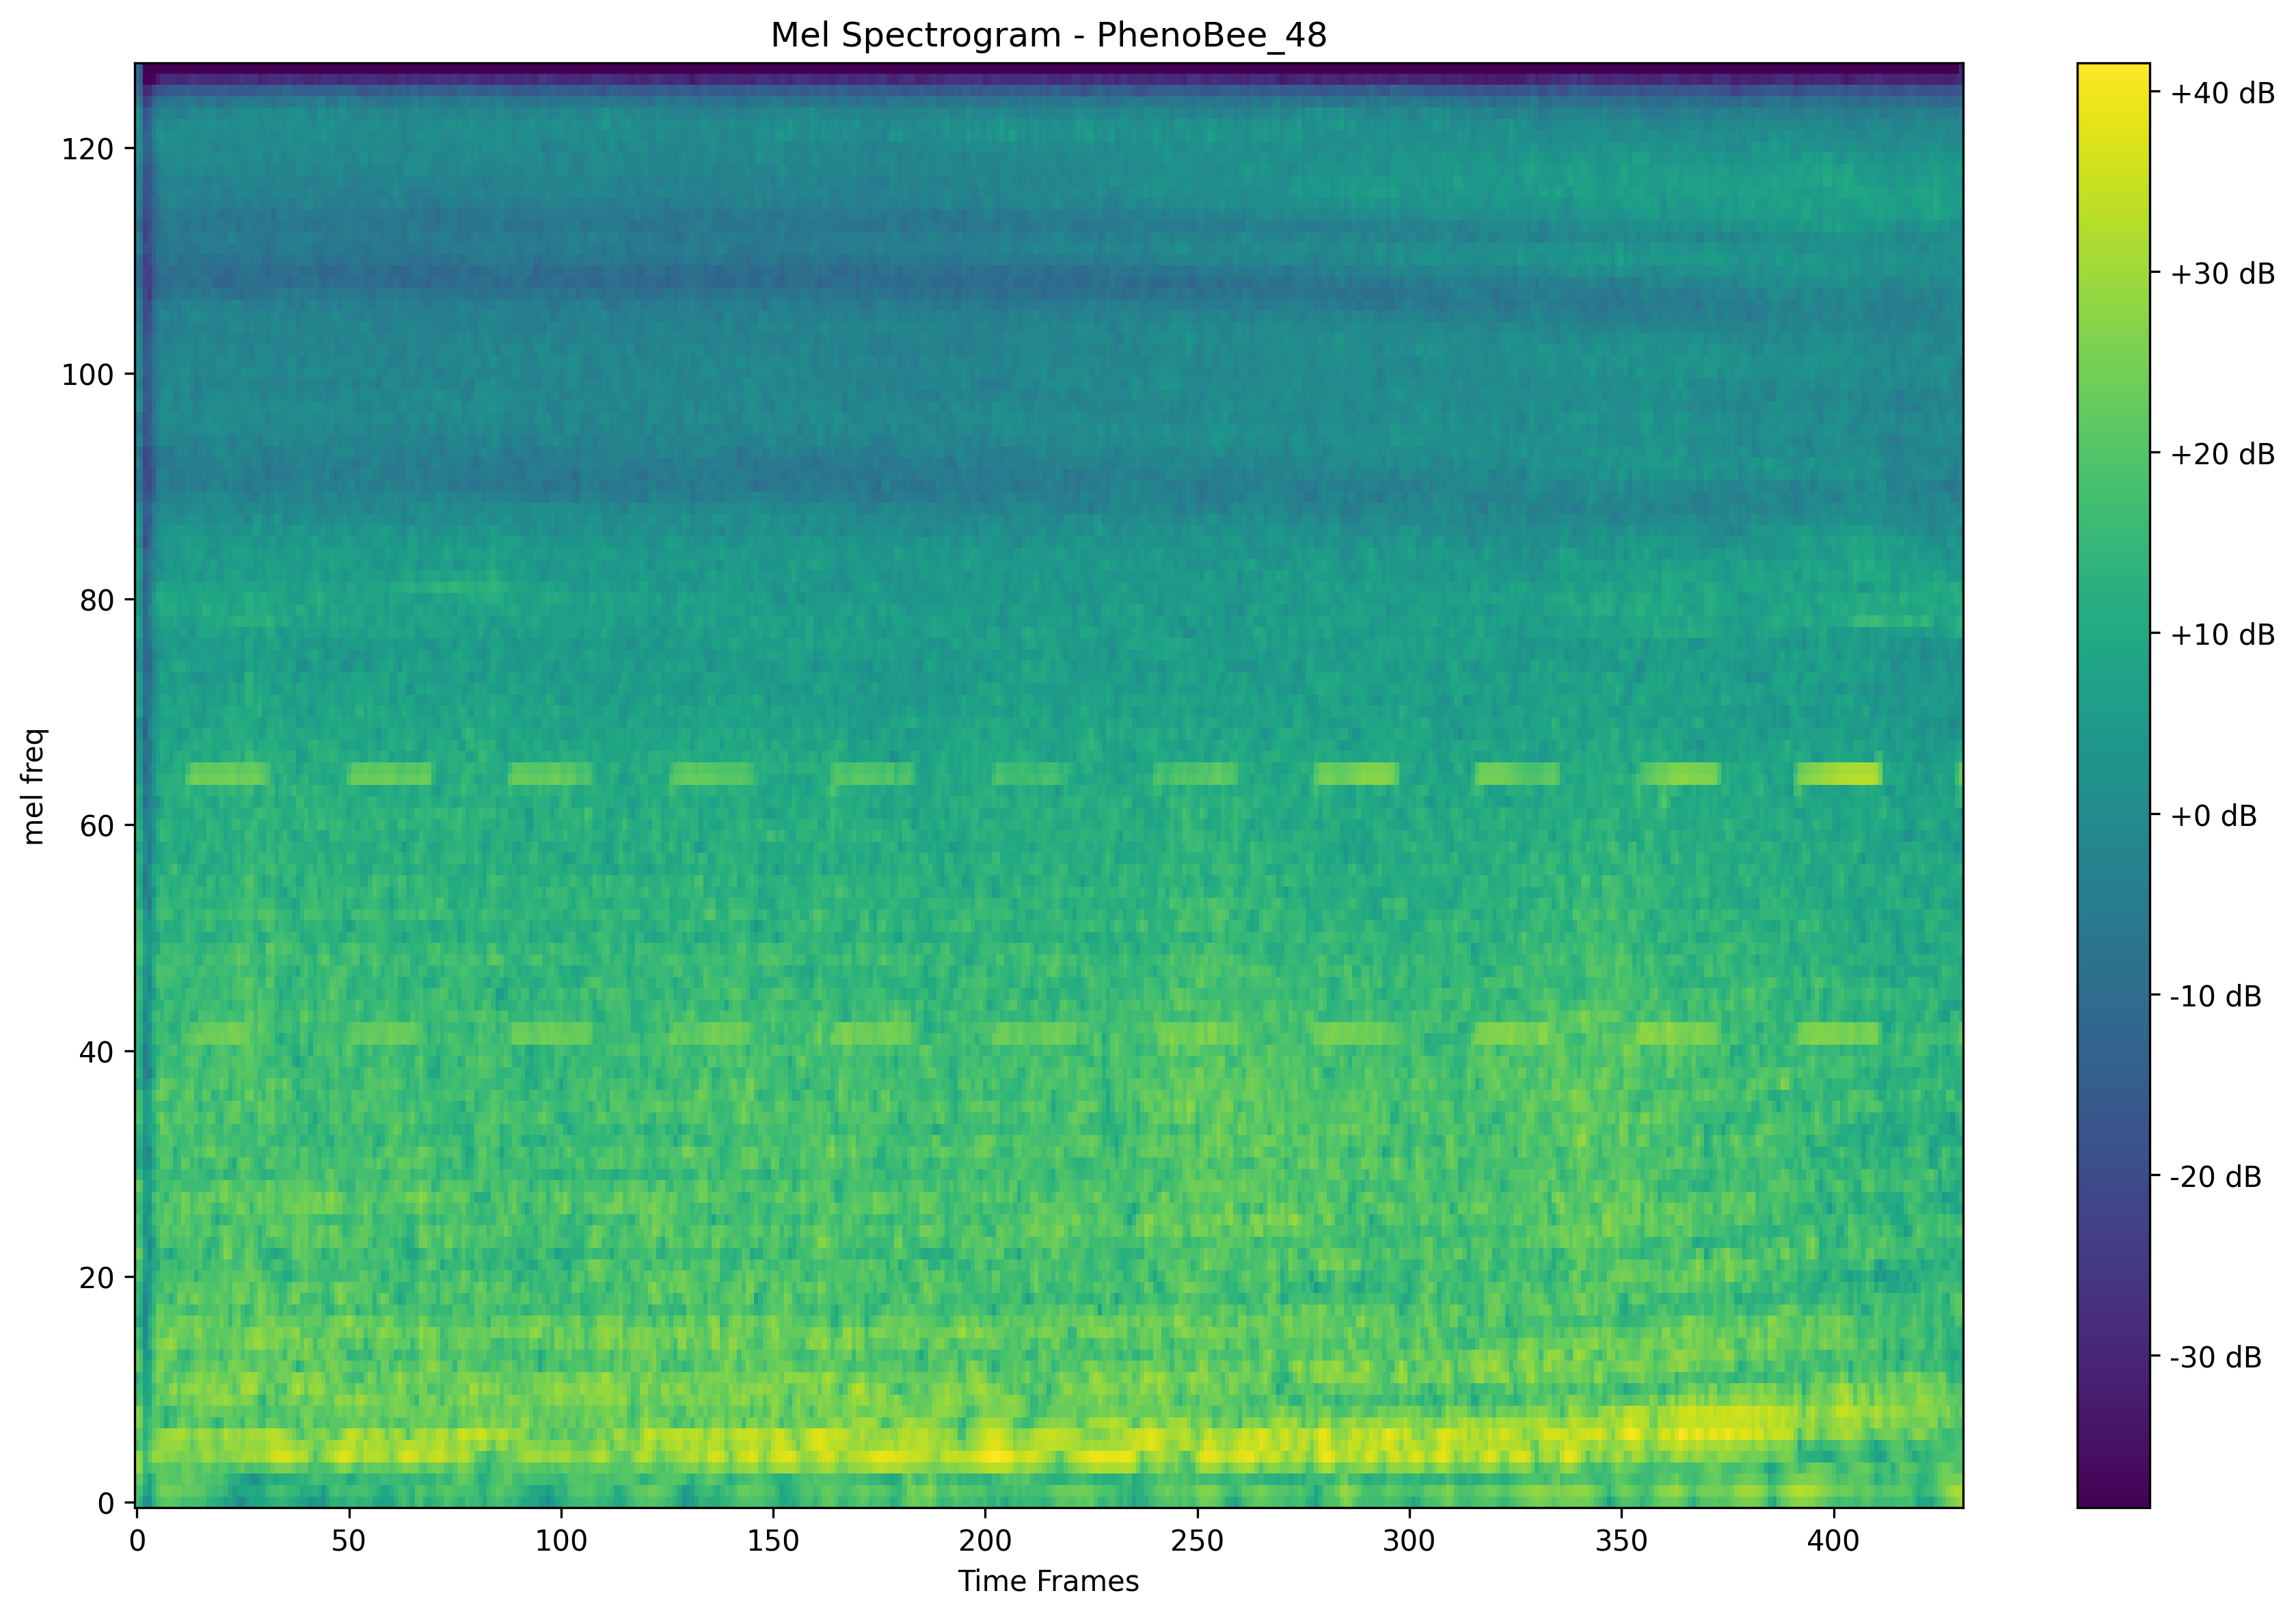 Mel Spectrogram - PhenoBee_48
mel freq
120
100
80
60
40
20
0
0 50 100 150 200 250 300 350 400
Time Frames
+40 dB
+30 dB
+20 dB
+10 dB
+0 dB
-10 dB
-20 dB
-30 dB